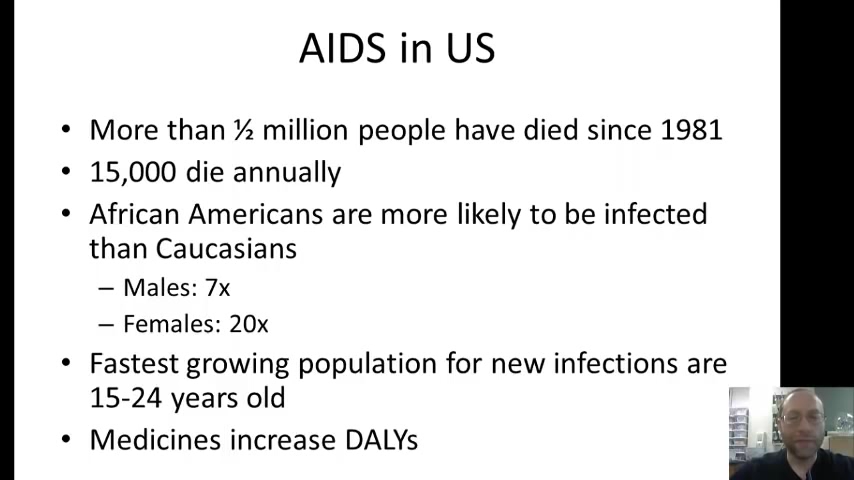 AIDS in US
• More than ½ million people have died since 1981
• 15,000 die annually
• African Americans are more likely to be infected
than Caucasians
– Males: 7x
– Females: 20x
• Fastest growing population for new infections are
15-24 years old
• Medicines increase DALYs